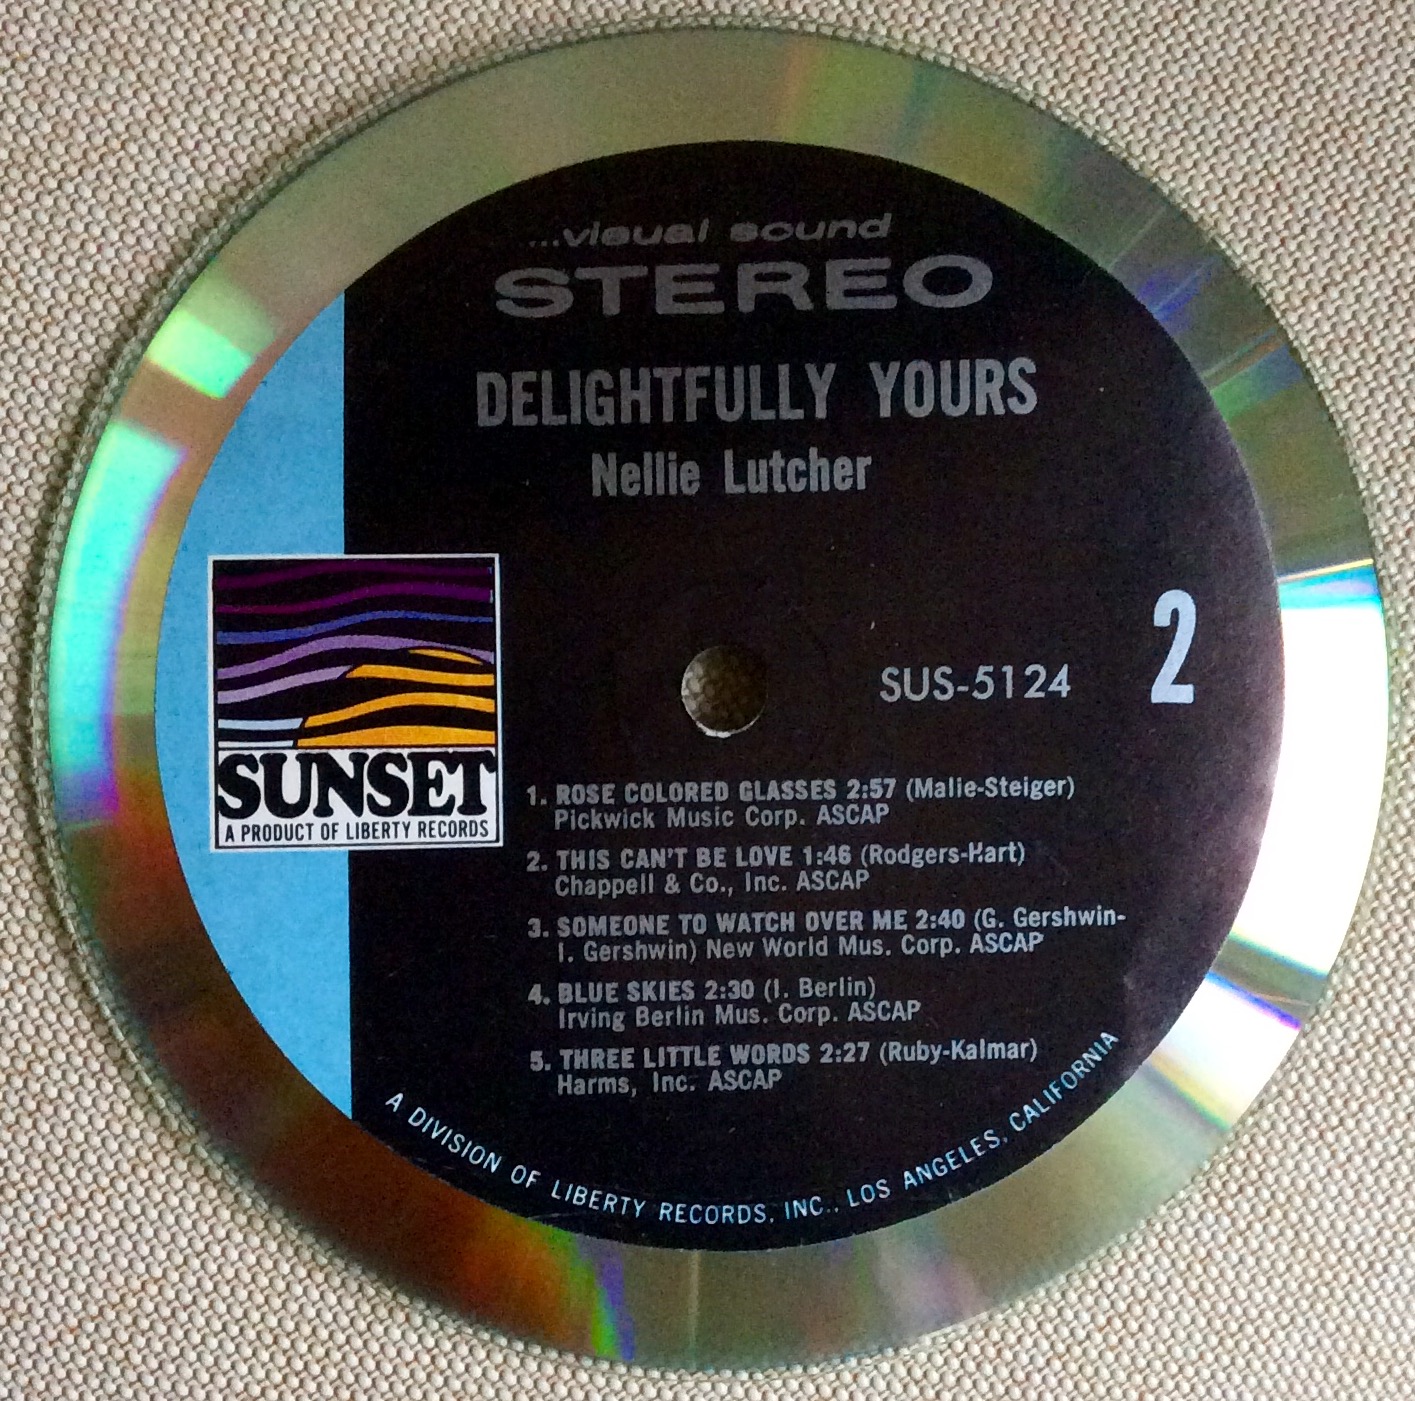 ...visual sound
STEREO
DELIGHTFULLY YOURS
Nellie Lutcher
2
SUS-5124
SUNSET
A PRODUCT OF LIBERTY RECORDS
1. ROSE COLORED GLASSES 2:57 (Malie-Steiger)
Pickwick Music Corp. ASCAP
2. THIS CAN'T BE LOVE 1:46 (Rodgers-Hart)
Chappell & Co., Inc. ASCAP
3. SOMEONE TO WATCH OVER ME 2:40 (G. Gershwin-
I. Gershwin) New World Mus. Corp. ASCAP
4. BLUE SKIES 2:30 (I. Berlin)
Irving Berlin Mus. Corp. ASCAP
5. THREE LITTLE WORDS 2:27 (Ruby-Kalmar)
Harms, Inc. ASCAP
A DIVISION OF LIBERTY RECORDS, INC., LOS ANGELES, CALIFORNIA